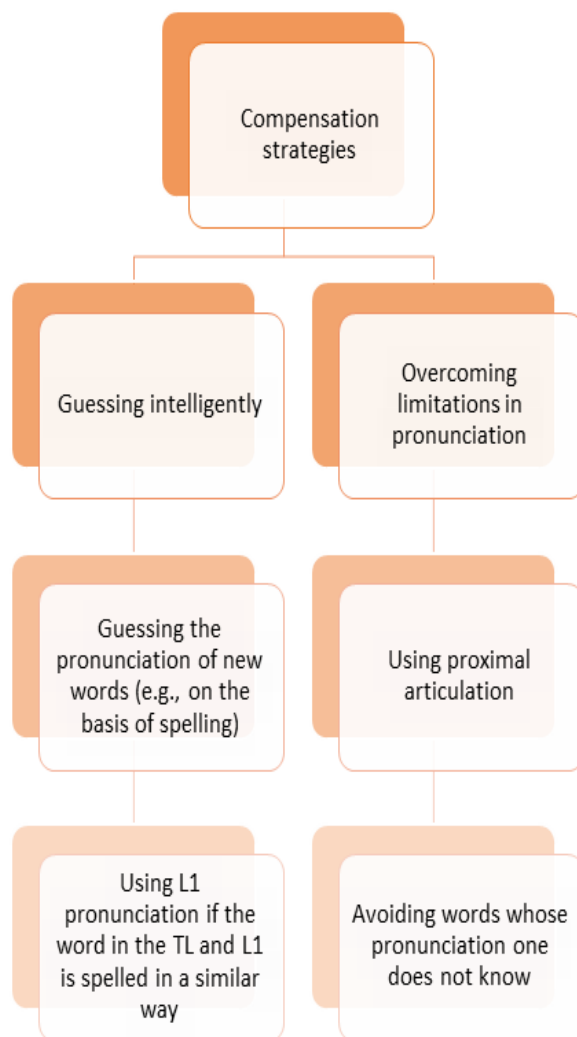 Compensation
strategies
Guessing intelligently
Overcoming
limitations in
pronunciation
Guessing the
pronunciation of new
words (e.g., on the
basis of spelling)
Using proximal
articulation
Using L1
pronunciation if the
word in the TL and L1
is spelled in a similar
way
Avoiding words whose
pronunciation one
does not know